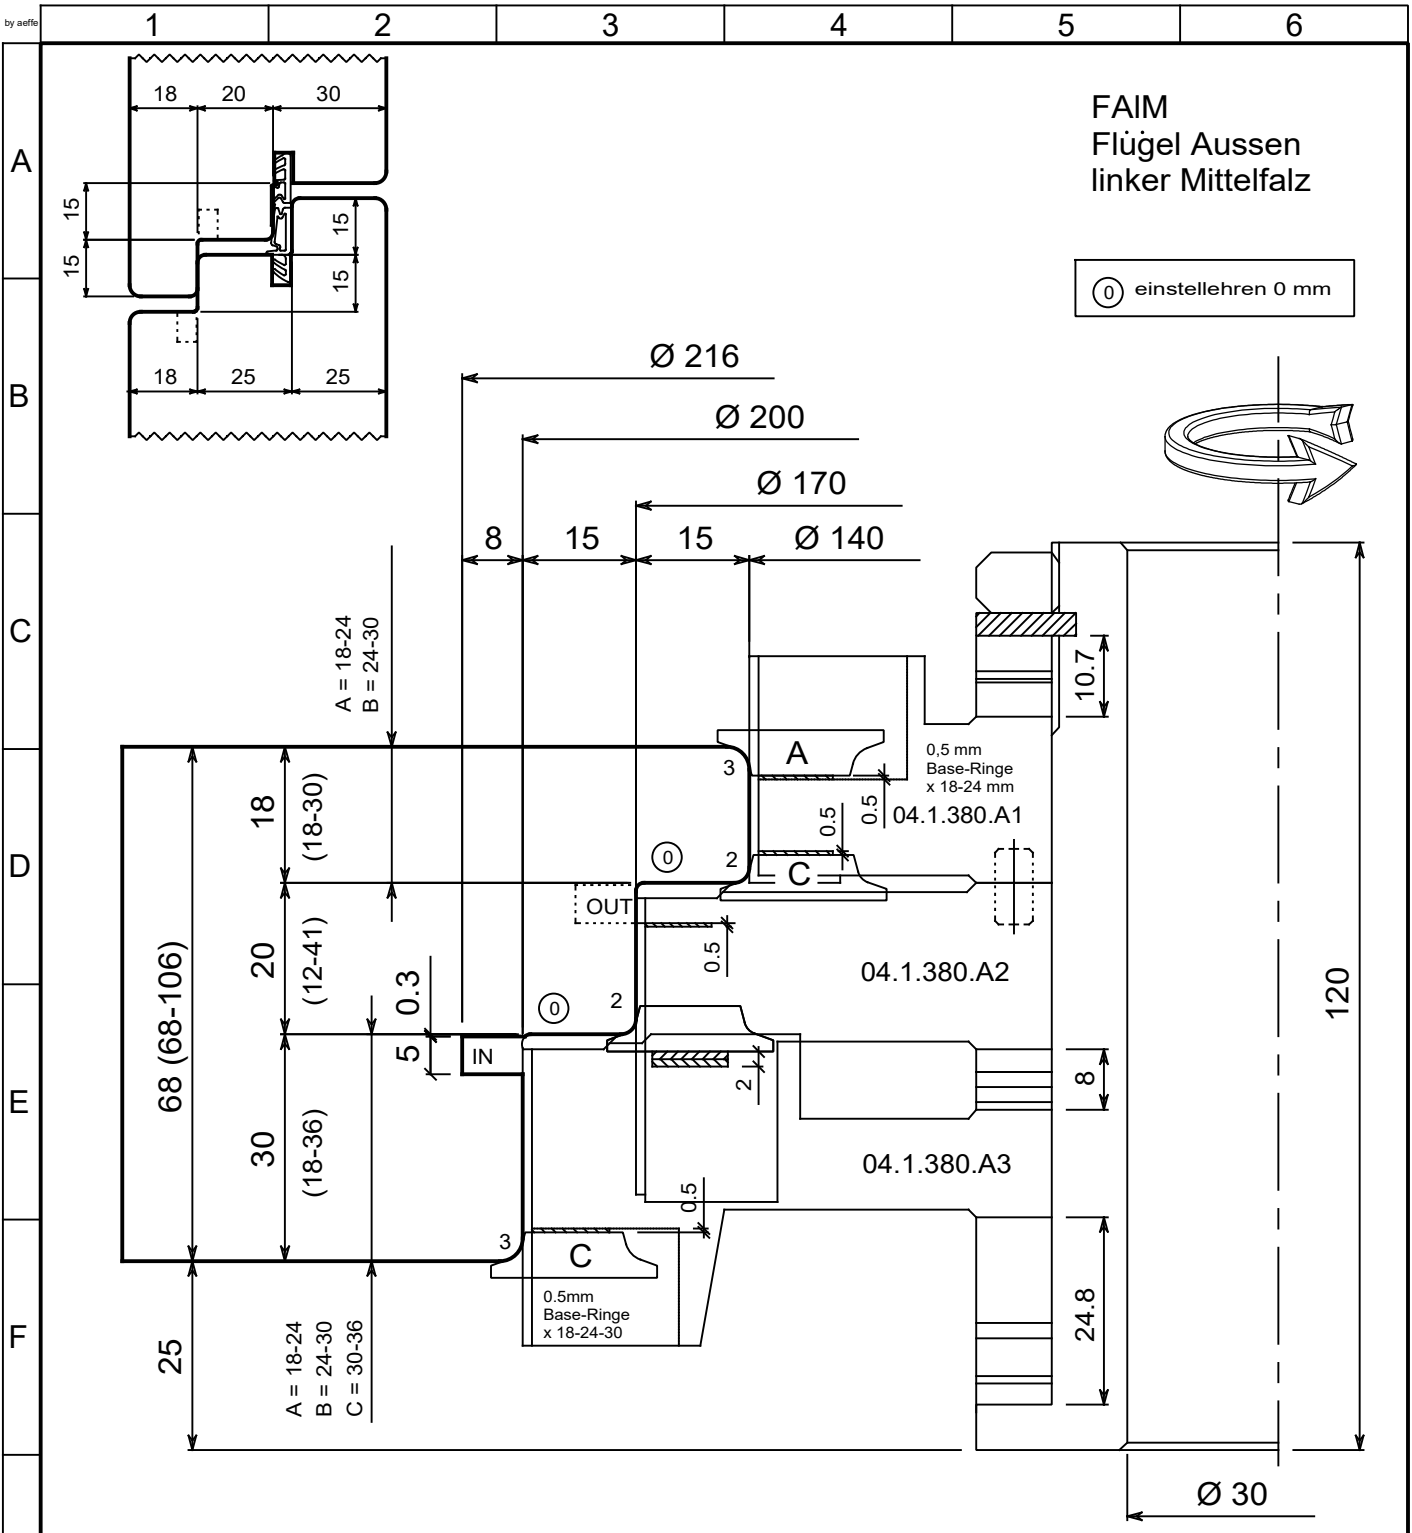 by aeffe
1 2 3 4 5 6
A
B
C
D
E
F
18 20 30
15
15
15
15
18 25 25
FAIM
Flügel Aussen
linker Mittelfalz
0 einstellehren 0 mm
Ø 216
Ø 200
Ø 170
8 15 15 Ø 140
A = 18-24
B = 24-30
10.7
A
3
0,5 mm
Base-Ringe
x 18-24 mm
04.1.380.A1
0.5
0.5
18
(18-30)
0
2
C
OUT
20
(12-41)
0.5
04.1.380.A2
68 (68-106)
0.3
0
2
5
IN
2
8
120
30
(18-36)
04.1.380.A3
0.5
3
C
0.5mm
Base-Ringe
x 18-24-30
24.8
25
A = 18-24
B = 24-30
C = 30-36
Ø 30